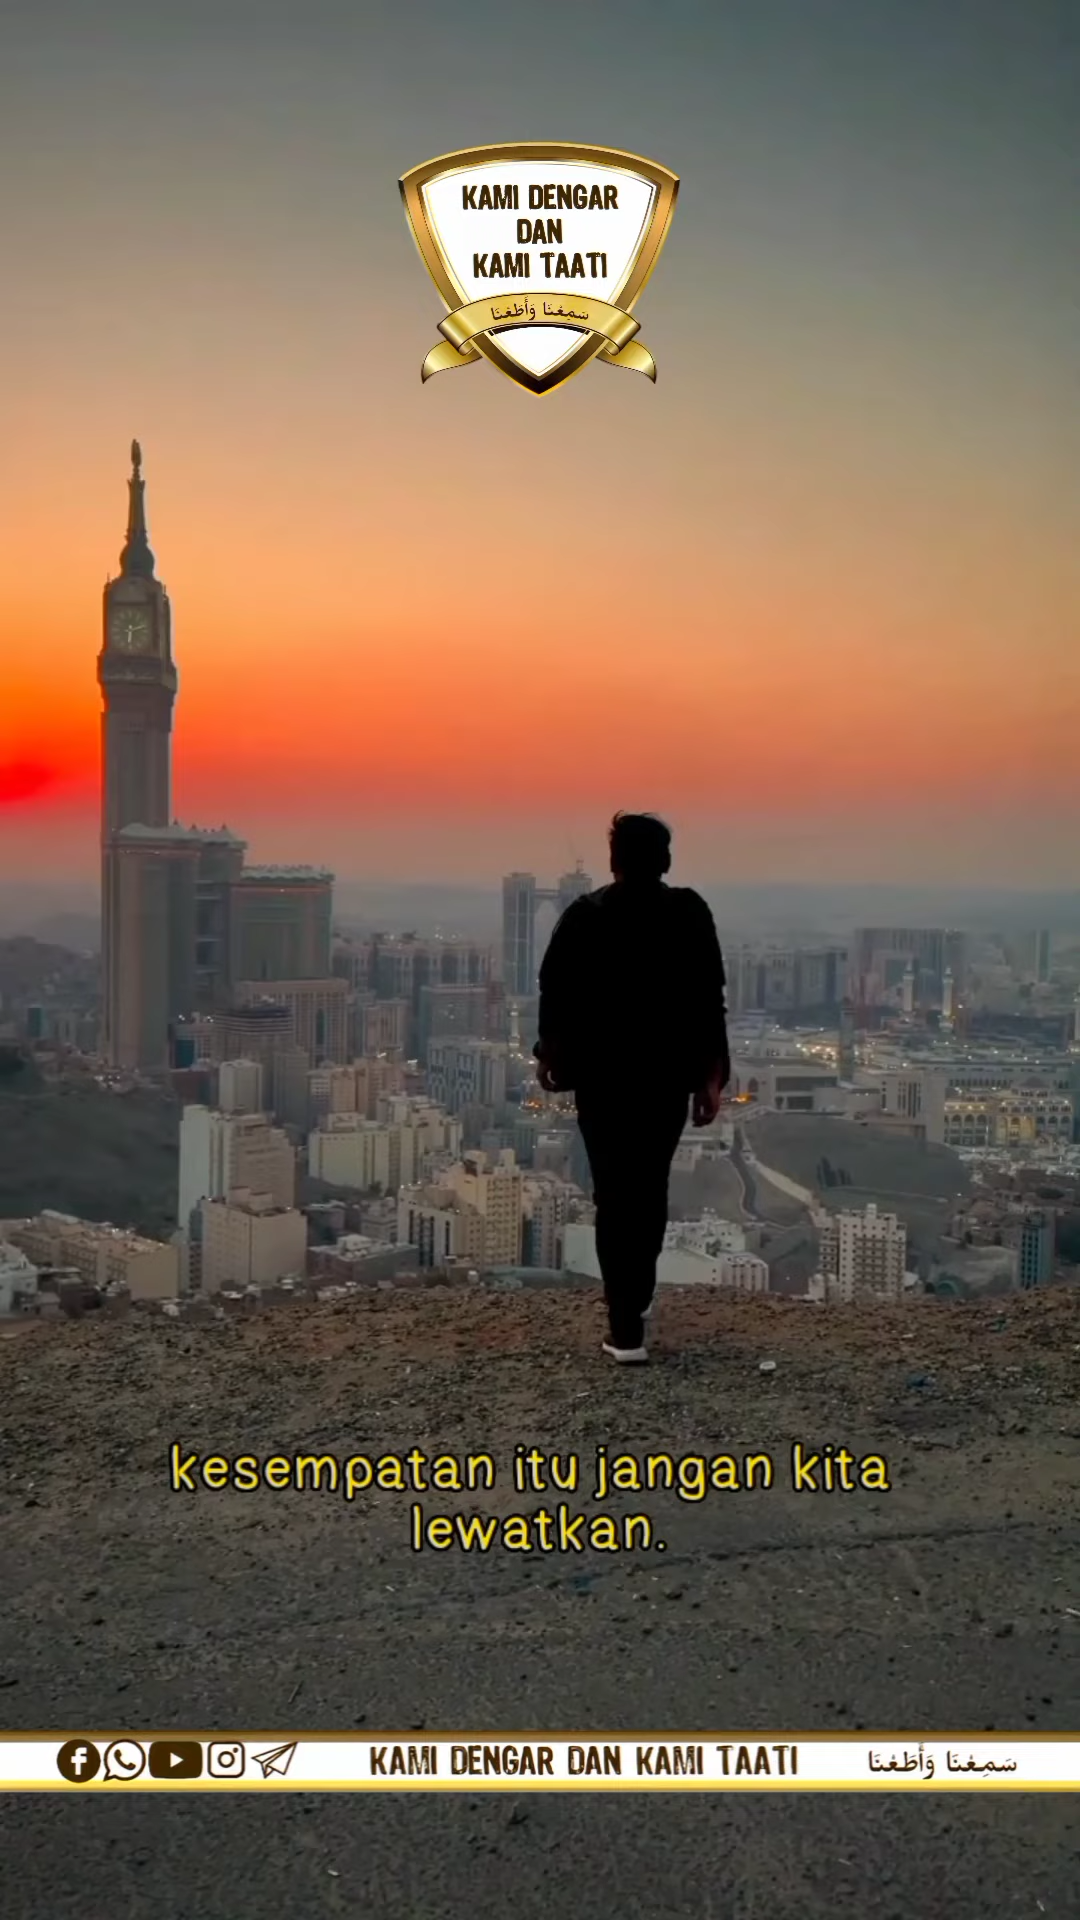 KAMI DENGAR
DAN
KAMI TAATI
سَمِعْنَا وَأَطَعْنَا
kesempatan itu jangan kita
lewatkan.
KAMI DENGAR DAN KAMI TAATI سَمِعْنَا وَأَطَعْنَا